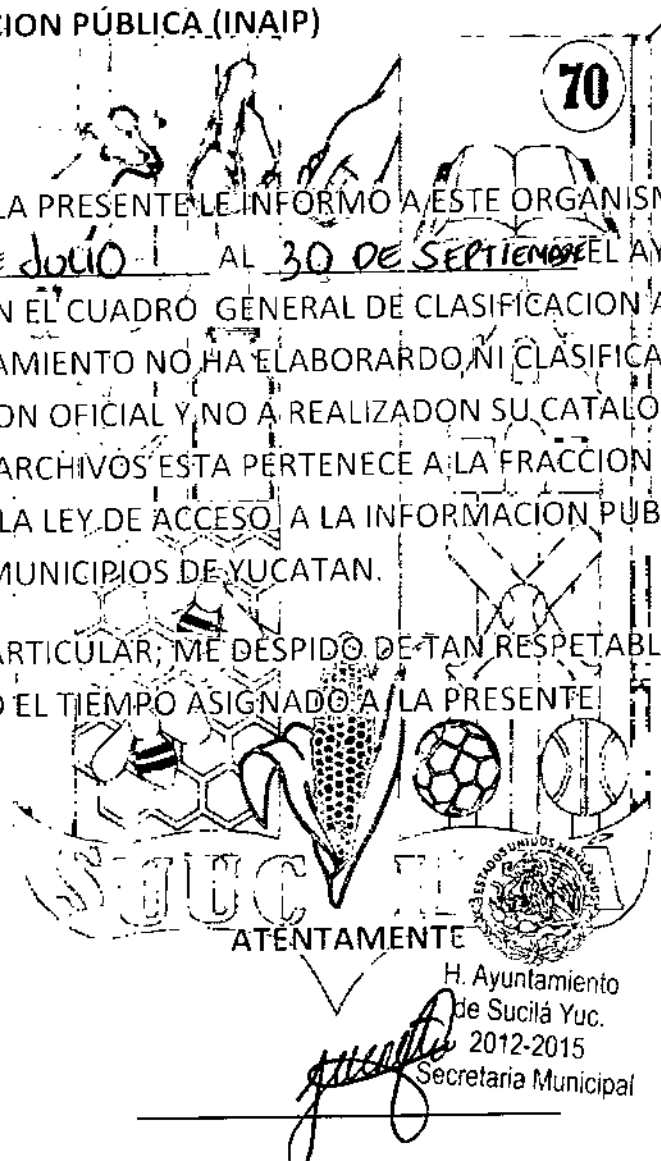 CION PÚBLICA (INAIP)
70
LA PRESENTE LE INFORMO A ESTE ORGANISM
E JULIO AL 30 DE SEPTIEMBRE EL AY
N EL CUADRO GENERAL DE CLASIFICACION A
AMIENTO NO HA ELABORARDO NI CLASIFICA
ON OFICIAL Y NO A REALIZADON SU CATALO
ARCHIVOS ESTA PERTENECE A LA FRACCION
LA LEY DE ACCESO A LA INFORMACION PUB
MUNICIPIOS DE YUCATAN.
ARTICULAR; ME DESPIDO DE TAN RESPETABL
O EL TIEMPO ASIGNADO A LA PRESENTE
ESTADOS UNIDOS MEXICANOS
ATENTAMENTE
H. Ayuntamiento
de Sucilá Yuc.
2012-2015
Secretaria Municipal